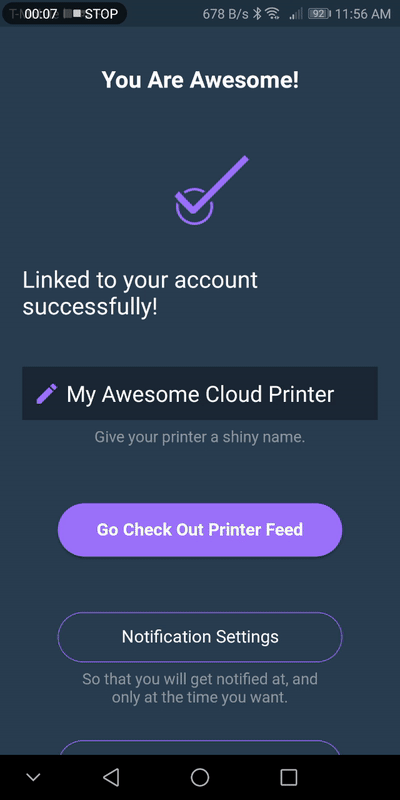 00:07 STOP 678 B/s 92 11:56 AM
You Are Awesome!
Linked to your account
successfully!
My Awesome Cloud Printer
Give your printer a shiny name.
Go Check Out Printer Feed
Notification Settings
So that you will get notified at, and
only at the time you want.